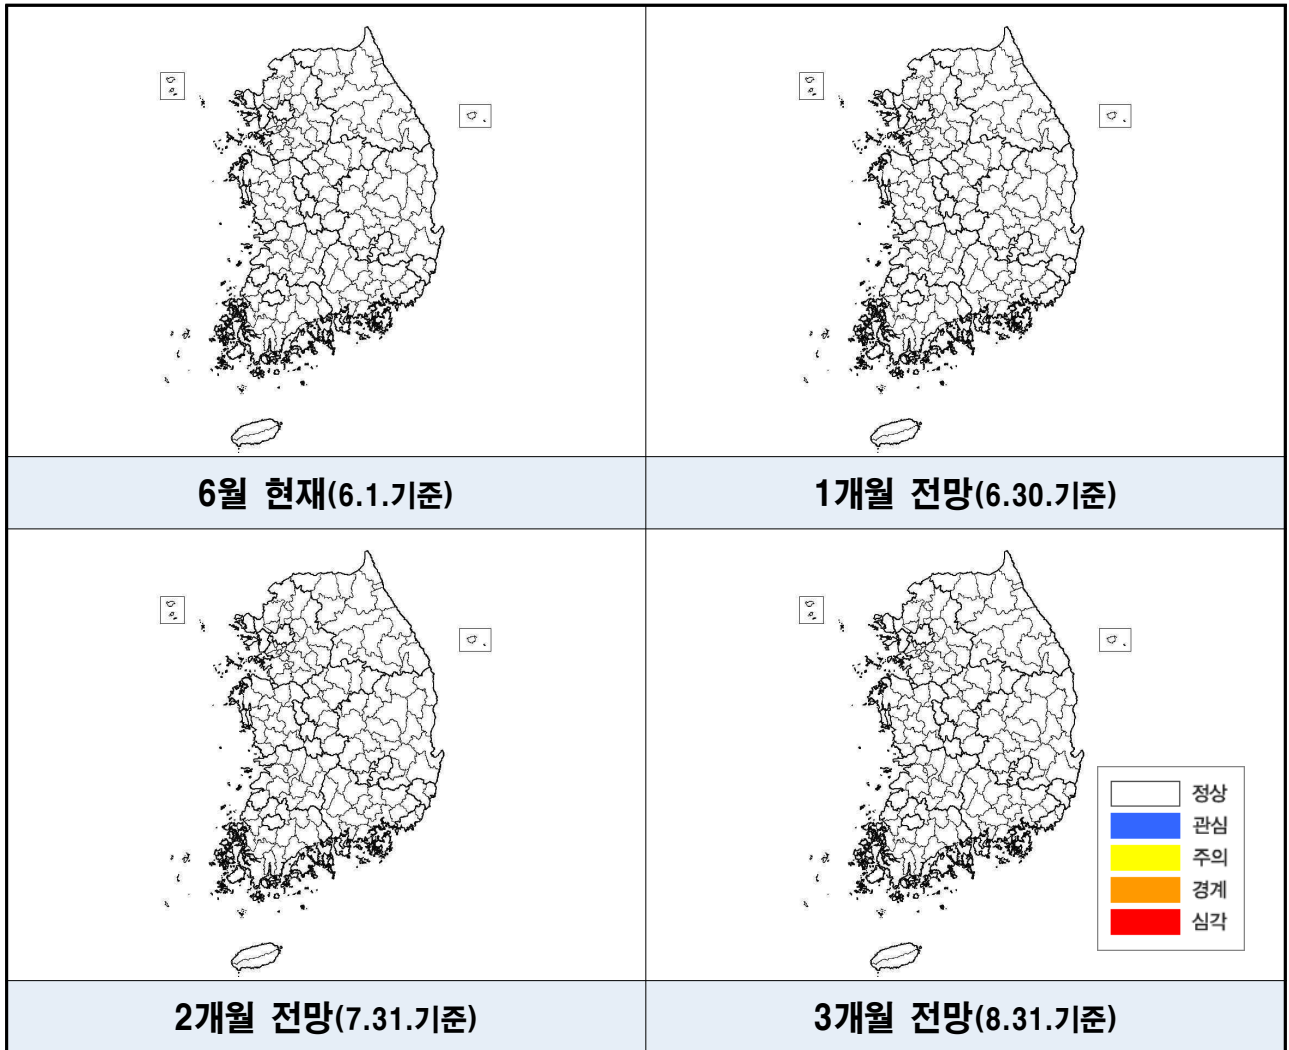 6월 현재(6.1.기준)
1개월 전망(6.30.기준)
정상
관심
주의
경계
심각
2개월 전망(7.31.기준)
3개월 전망(8.31.기준)